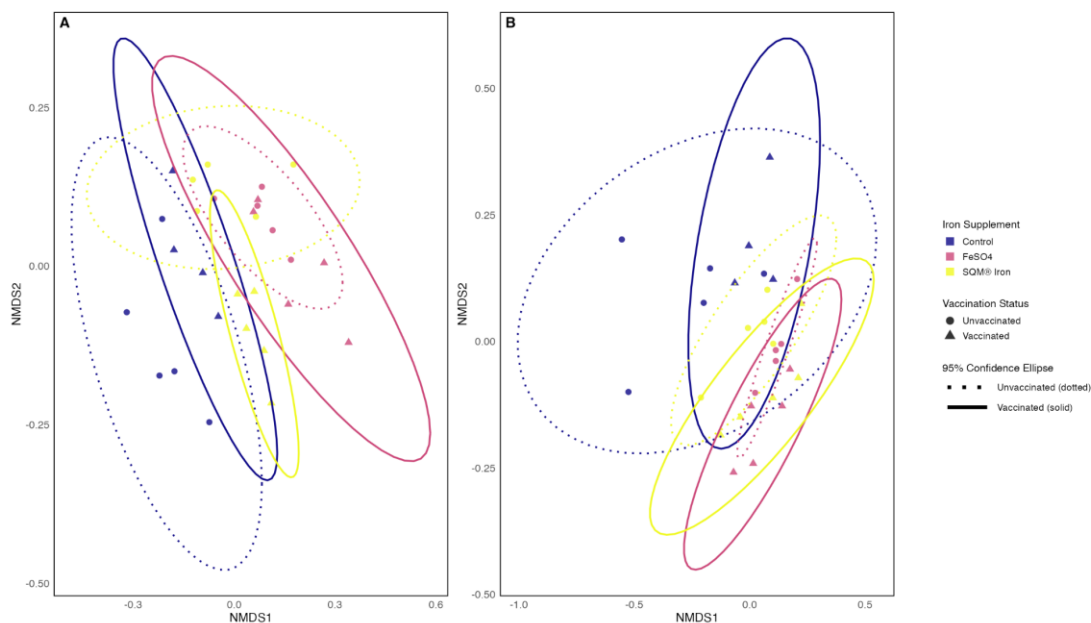 A
B
0.25
0.00
-0.25
-0.50
NMDS2
-0.3
0.0
0.3
0.6
NMDS1
0.50
0.25
0.00
-0.25
-0.50
NMDS2
-1.0
-0.5
0.0
0.5
NMDS1
Iron Supplement
Control
FeSO4
SQM® Iron
Vaccination Status
Unvaccinated
Vaccinated
95% Confidence Ellipse
Unvaccinated (dotted)
Vaccinated (solid)